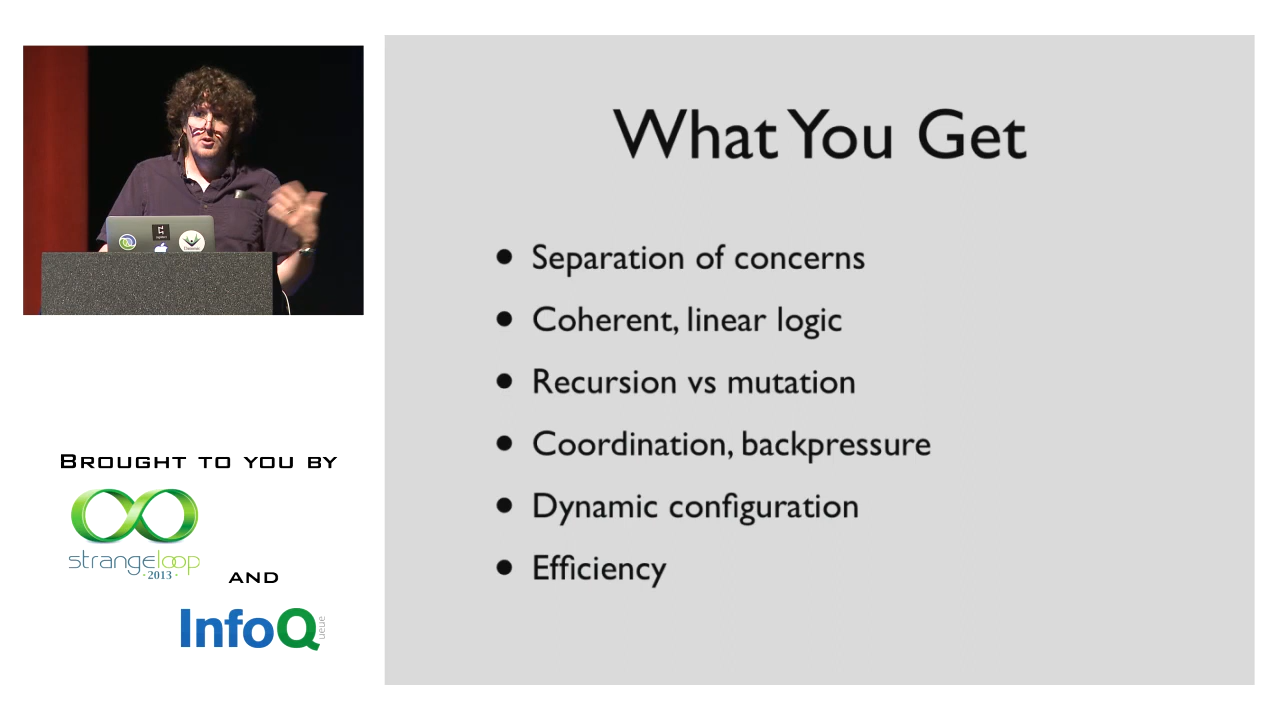 What You Get
• Separation of concerns
• Coherent, linear logic
• Recursion vs mutation
• Coordination, backpressure
• Dynamic configuration
• Efficiency
BROUGHT TO YOU BY
strangeloop
·2013·
AND
InfoQ
ueue